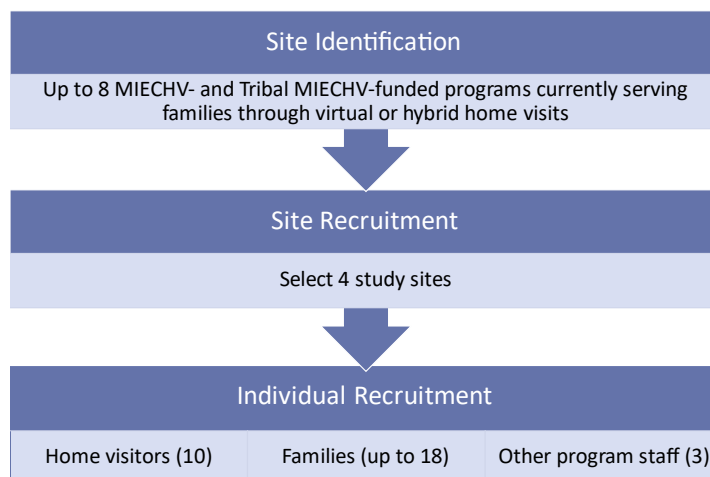 Site Identification
Up to 8 MIECHV- and Tribal MIECHV-funded programs currently serving
families through virtual or hybrid home visits
Site Recruitment
Select 4 study sites
Individual Recruitment
Home visitors (10)
Families (up to 18)
Other program staff (3)